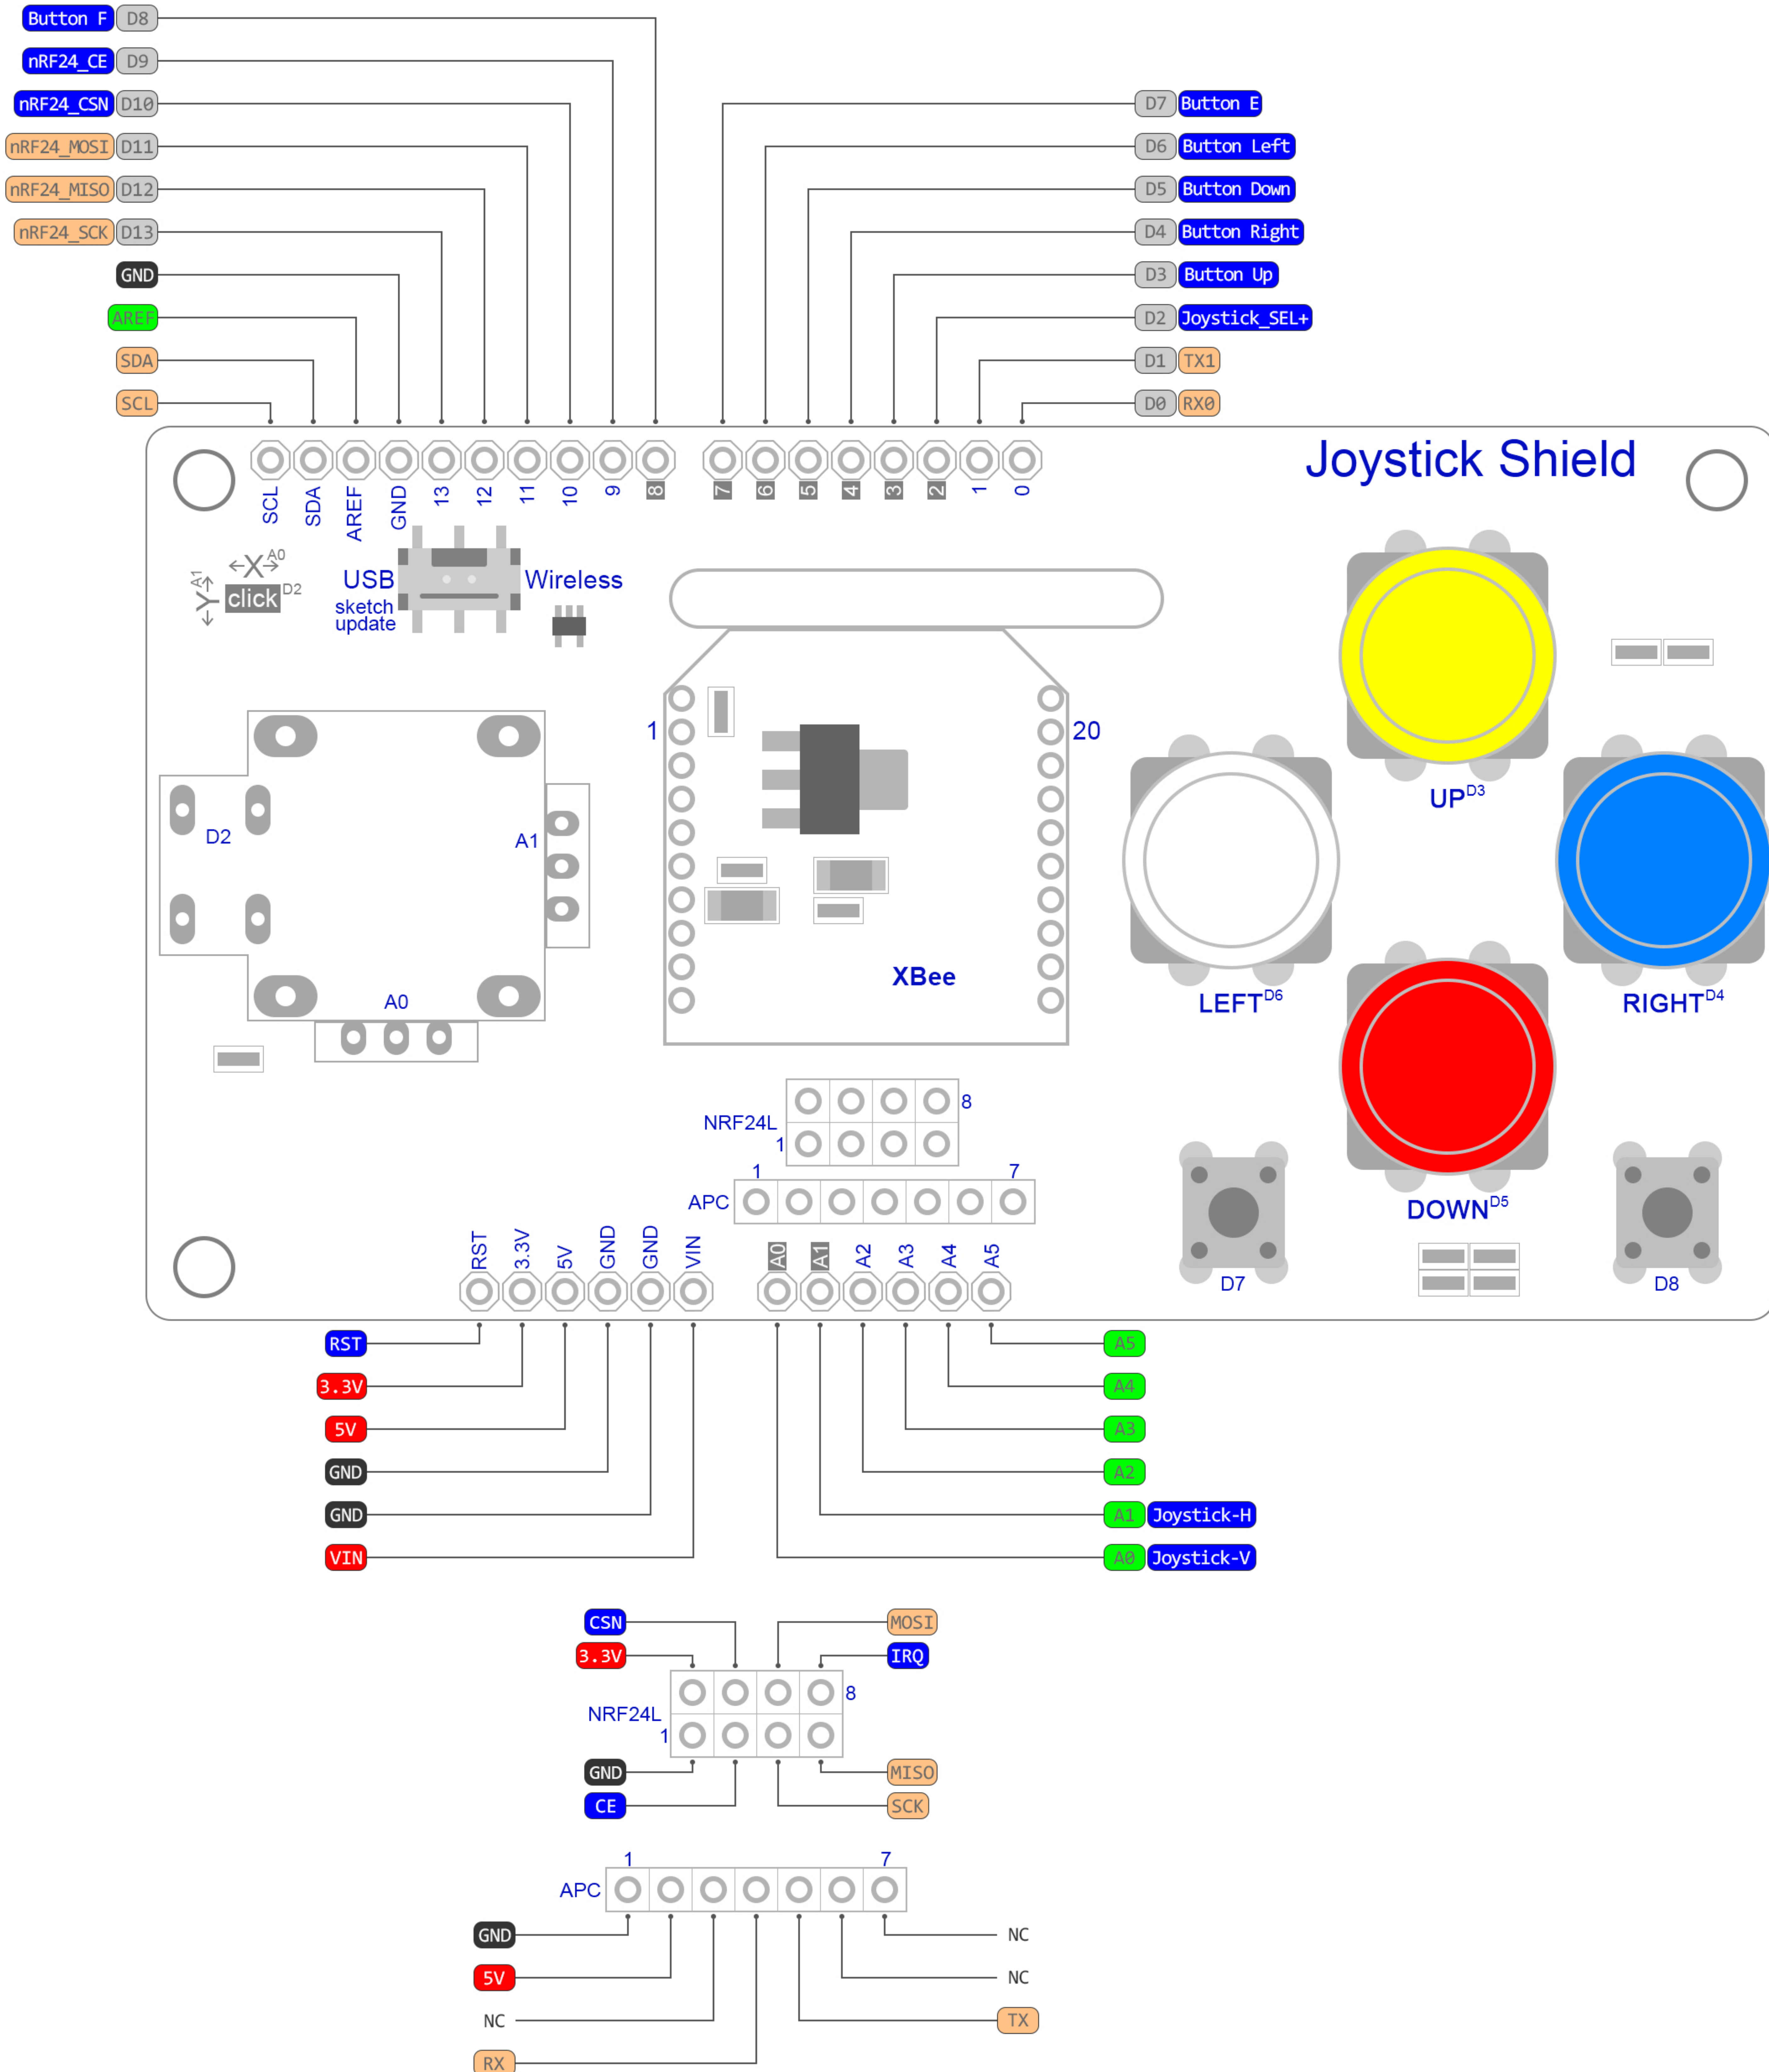 Button F D8
nRF24_CE D9
nRF24_CSN D10
nRF24_MOSI D11
nRF24_MISO D12
nRF24_SCK D13
GND
AREF
SDA
SCL
D7 Button E
D6 Button Left
D5 Button Down
D4 Button Right
D3 Button Up
D2 Joystick_SEL+
D1 TX1
D0 RX0
Joystick Shield
SCL SDA AREF GND 13 12 11 10 9 8 7 6 5 4 3 2 1 0
X A0
Y A1
click D2
USB
sketch
update
Wireless
1
20
XBee
D2
A1
A0
UP D3
LEFT D6
RIGHT D4
DOWN D5
D7
D8
NRF24L
1
8
APC
1
7
RST 3.3V 5V GND GND VIN A0 A1 A2 A3 A4 A5
RST
3.3V
5V
GND
GND
VIN
A5
A4
A3
A2
A1 Joystick-H
A0 Joystick-V
CSN
3.3V
MOSI
IRQ
NRF24L
1
8
GND
CE
MISO
SCK
APC
1
7
GND
5V
NC
RX
NC
NC
TX